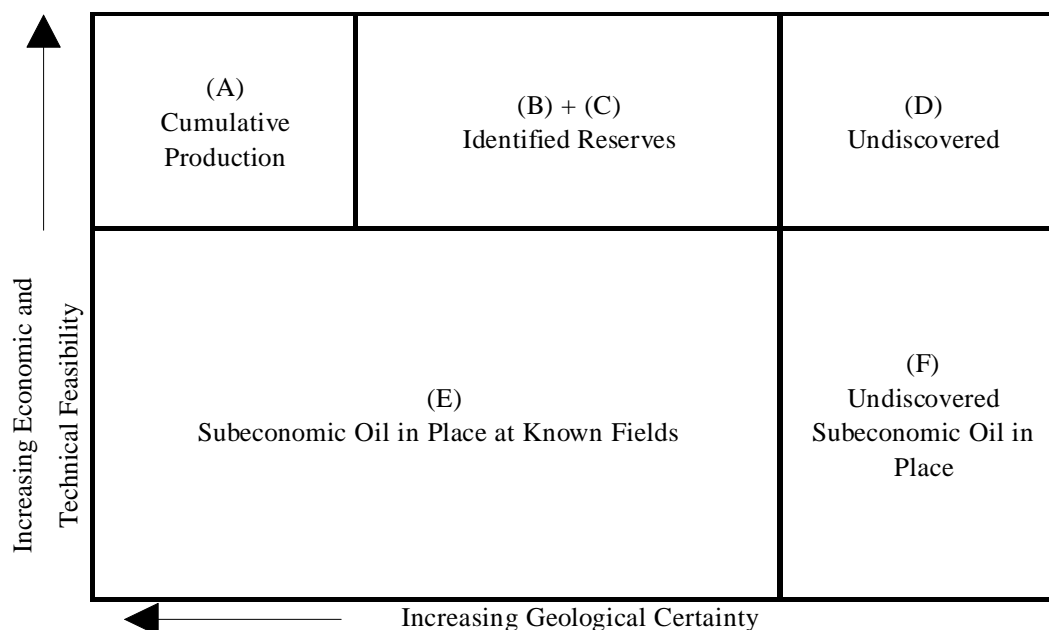 (A)
Cumulative
Production
(B) + (C)
Identified Reserves
(D)
Undiscovered
Increasing Economic and
Technical Feasibility
(E)
Subeconomic Oil in Place at Known Fields
(F)
Undiscovered
Subeconomic Oil in
Place
Increasing Geological Certainty